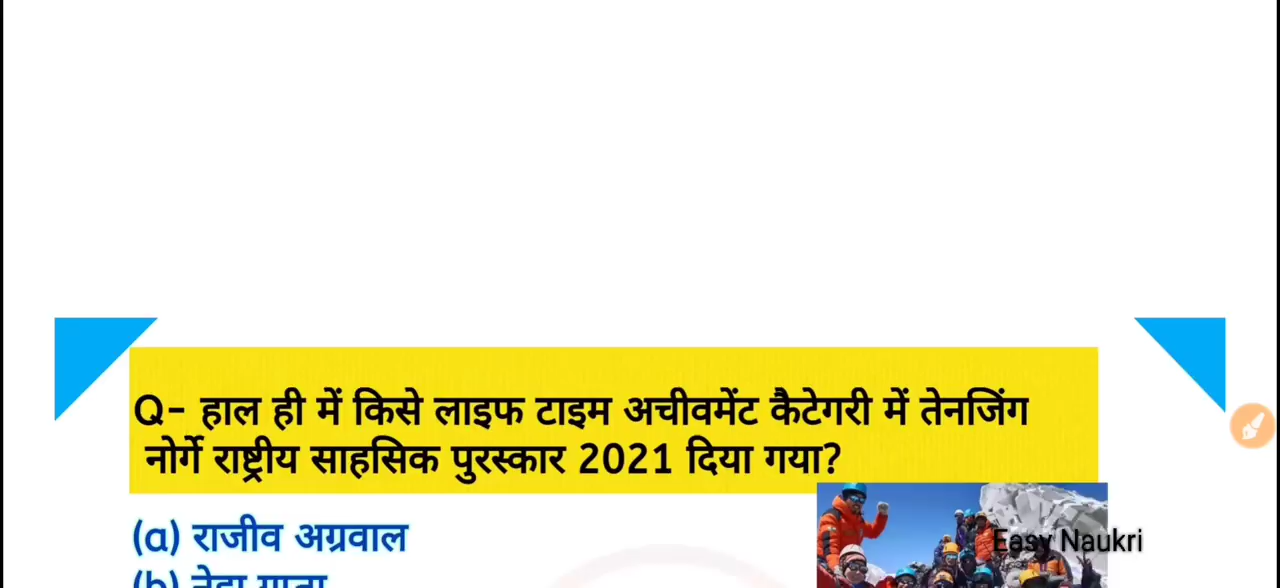 Q- हाल ही में किसे लाइफ टाइम अचीवमेंट कैटेगरी में तेनजिंग
नोर्गे राष्ट्रीय साहसिक पुरस्कार 2021 दिया गया?
(a) राजीव अग्रवाल
Easy Naukri
(b)